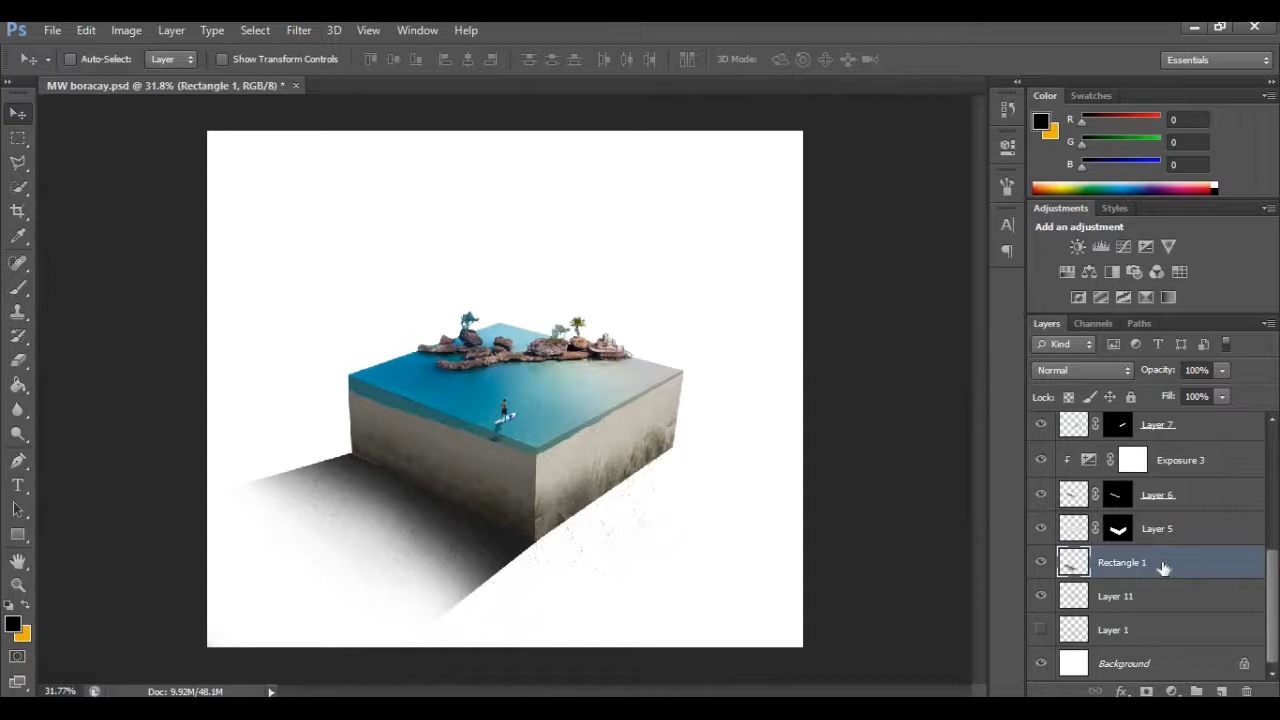 Ps File Edit Image Layer Type Select Filter 3D View Window Help
Auto-Select: Layer Show Transform Controls 3D Mode: Essentials
MW boracay.psd @ 31.8% (Rectangle 1, RGB/8) * ×
Color Swatches
R 0
G 0
B 0
Adjustments Styles
Add an adjustment
Layers Channels Paths
Kind
Normal Opacity: 100%
Lock: Fill: 100%
Layer 7
Exposure 3
Layer 6
Layer 5
Rectangle 1
Layer 11
Layer 1
Background
31.77% Doc: 9.92M/48.1M